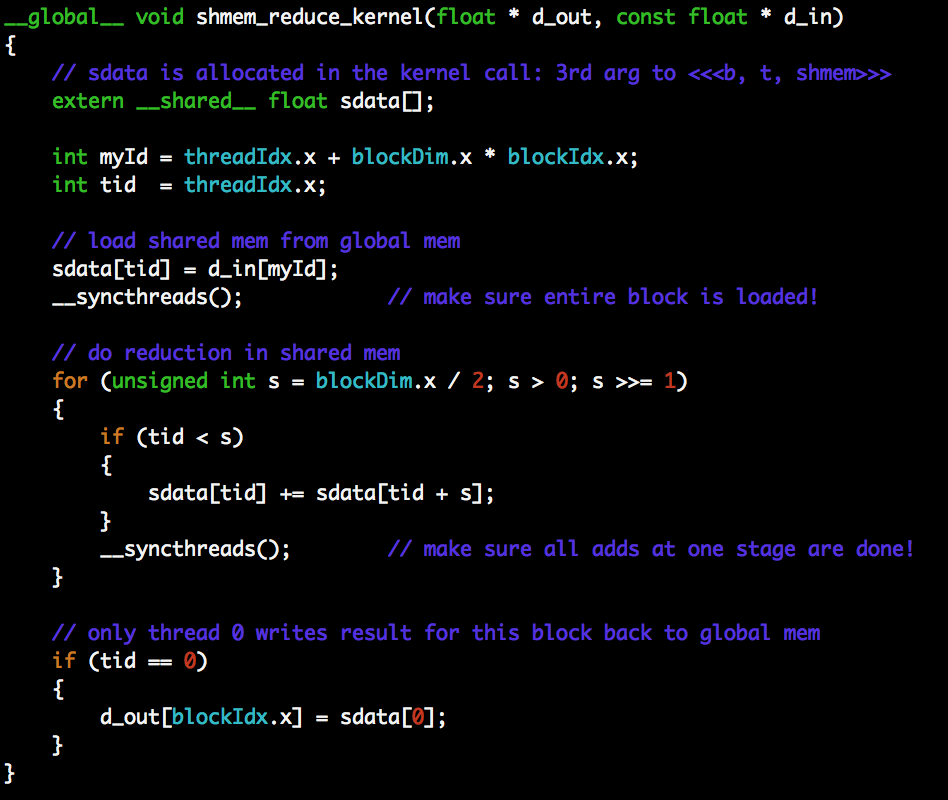 __global__ void shmem_reduce_kernel(float * d_out, const float * d_in)
{
    // sdata is allocated in the kernel call: 3rd arg to <<<b, t, shmem>>>
    extern __shared__ float sdata[];

    int myId = threadIdx.x + blockDim.x * blockIdx.x;
    int tid  = threadIdx.x;

    // load shared mem from global mem
    sdata[tid] = d_in[myId];
    __syncthreads();            // make sure entire block is loaded!

    // do reduction in shared mem
    for (unsigned int s = blockDim.x / 2; s > 0; s >>= 1)
    {
        if (tid < s)
        {
            sdata[tid] += sdata[tid + s];
        }
        __syncthreads();        // make sure all adds at one stage are done!
    }

    // only thread 0 writes result for this block back to global mem
    if (tid == 0)
    {
        d_out[blockIdx.x] = sdata[0];
    }
}